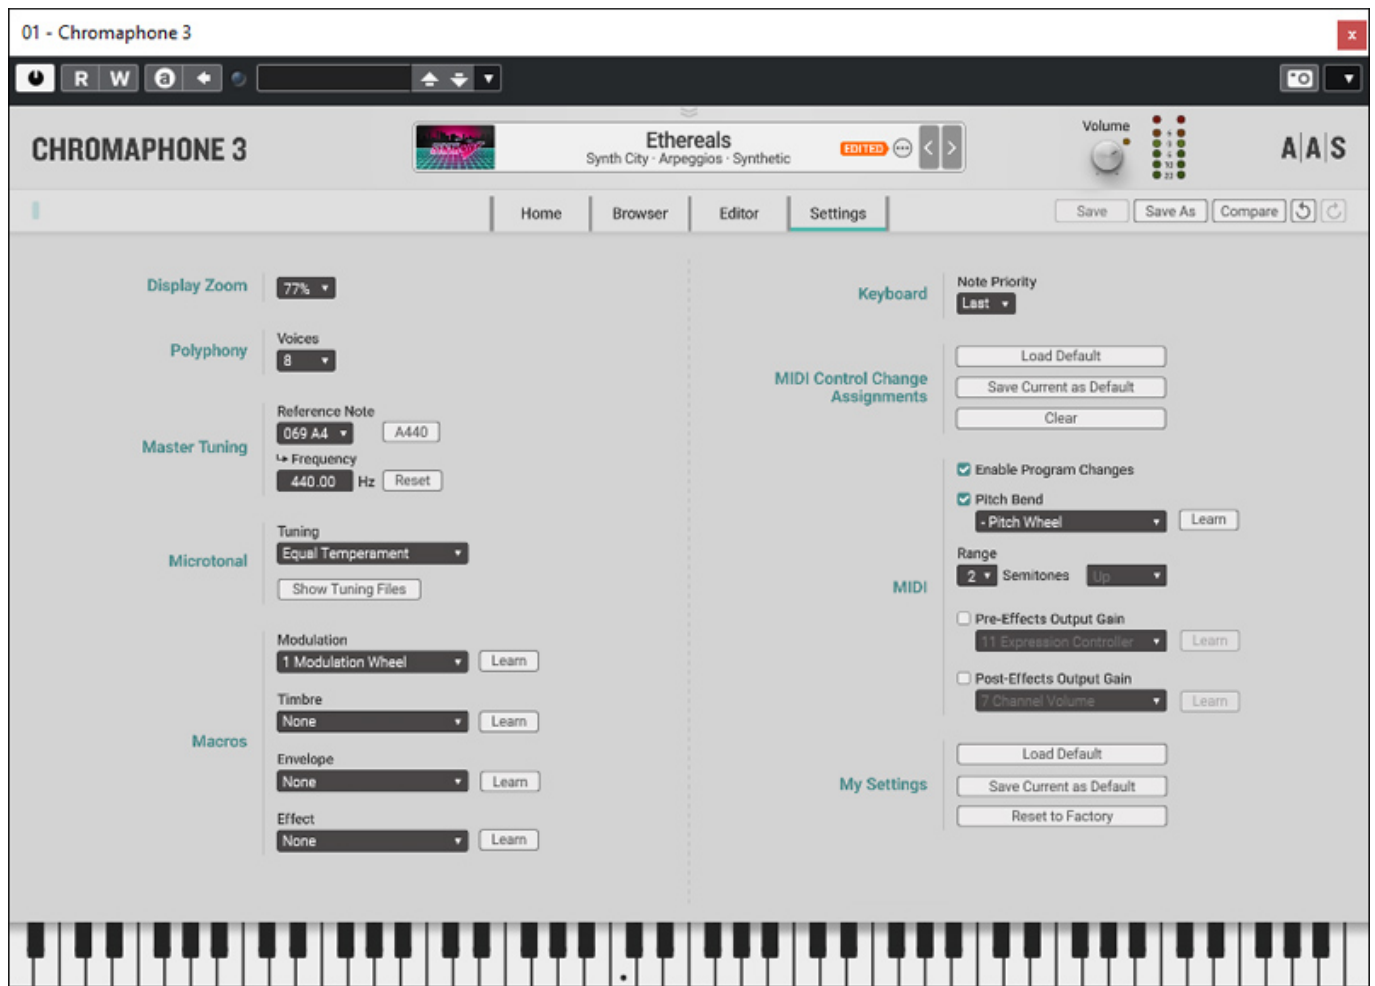 01 - Chromaphone 3
x
R W a
CHROMAPHONE 3
Ethereals
Synth City · Arpeggios · Synthetic
EDITED
Volume
AAS
Home Browser Editor Settings
Save Save As Compare
Display Zoom
77%
Polyphony
Voices
8
Master Tuning
Reference Note
069 A4 A440
↳ Frequency
440.00 Hz Reset
Microtonal
Tuning
Equal Temperament
Show Tuning Files
Macros
Modulation
1 Modulation Wheel Learn
Timbre
None Learn
Envelope
None Learn
Effect
None Learn
Keyboard
Note Priority
Last
MIDI Control Change
Assignments
Load Default
Save Current as Default
Clear
MIDI
Enable Program Changes
Pitch Bend
- Pitch Wheel Learn
Range
2 Semitones Up
Pre-Effects Output Gain
11 Expression Controller Learn
Post-Effects Output Gain
7 Channel Volume Learn
My Settings
Load Default
Save Current as Default
Reset to Factory